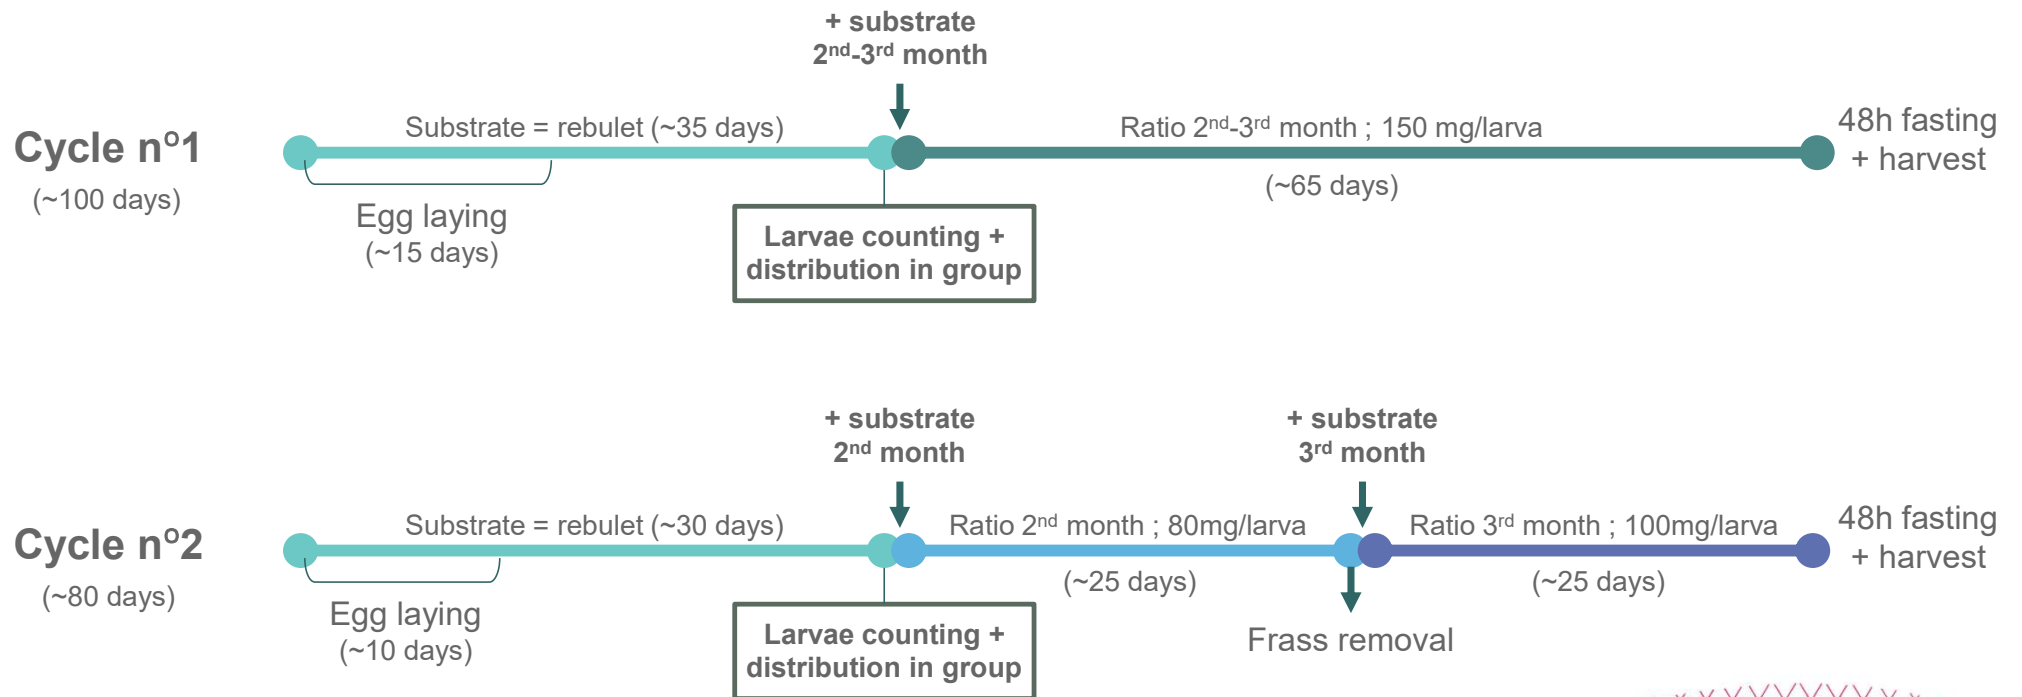 + substrate
2nd-3rd month
Cycle nº1
(~100 days)
Substrate = rebulet (~35 days)
Ratio 2nd-3rd month ; 150 mg/larva
48h fasting
+ harvest
(~65 days)
Egg laying
(~15 days)
Larvae counting +
distribution in group
+ substrate
2nd month
+ substrate
3rd month
Cycle nº2
(~80 days)
Substrate = rebulet (~30 days)
Ratio 2nd month ; 80mg/larva
Ratio 3rd month ; 100mg/larva
48h fasting
+ harvest
(~25 days)
(~25 days)
Egg laying
(~10 days)
Larvae counting +
distribution in group
Frass removal